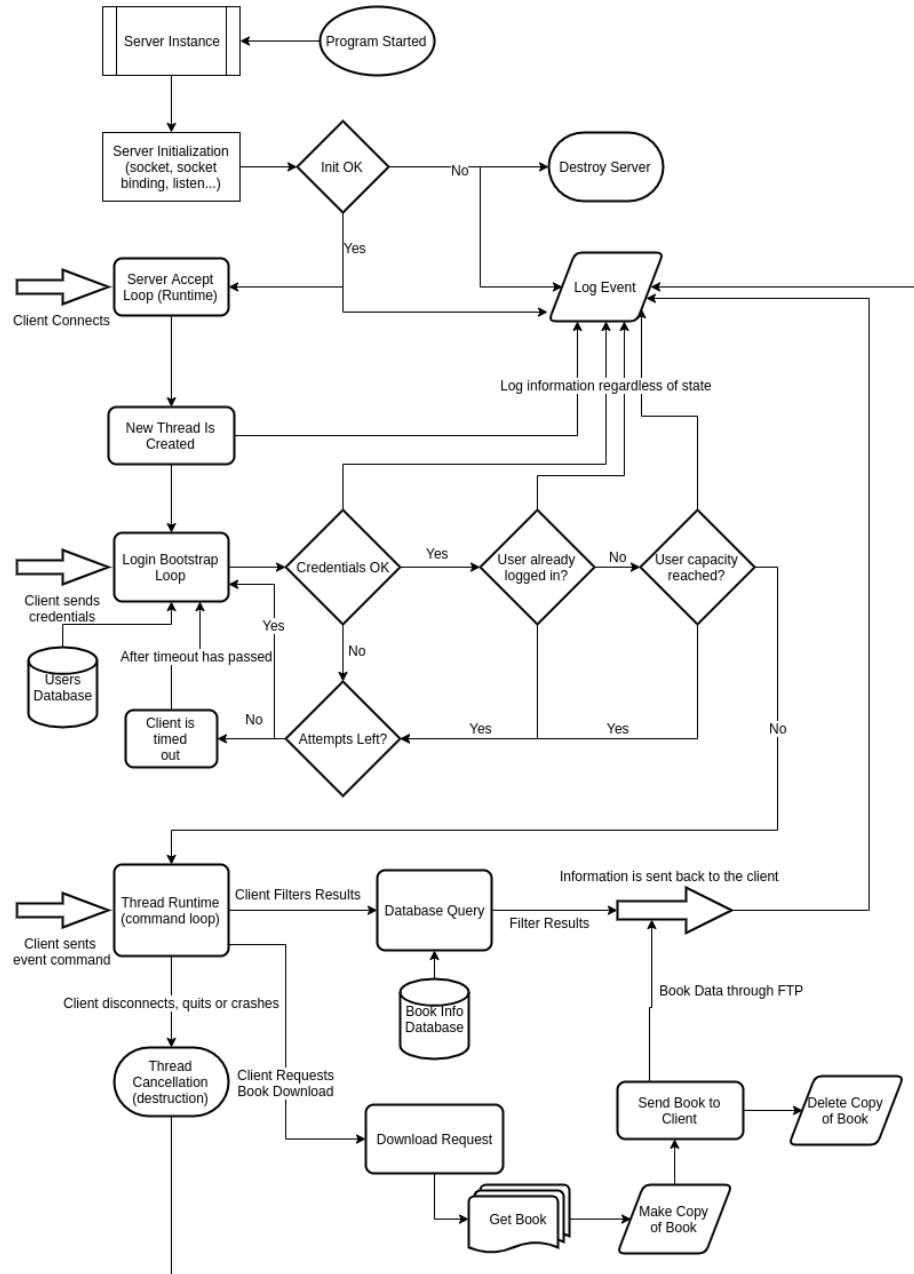 Server Instance
Program Started
Server Initialization
(socket, socket
binding, listen...)
Init OK
No
Destroy Server
Yes
Server Accept
Loop (Runtime)
Log Event
Client Connects
Log information regardless of state
New Thread Is
Created
Login Bootstrap
Loop
Credentials OK
Yes
User already
logged in?
No
User capacity
reached?
Client sends
credentials
Yes
After timeout has passed
No
Users
Database
Client is
timed
out
No
Attempts Left?
Yes
Yes
No
Thread Runtime
(command loop)
Client Filters Results
Database Query
Filter Results
Information is sent back to the client
Client sents
event command
Client disconnects, quits or crashes
Book Info
Database
Book Data through FTP
Thread
Cancellation
(destruction)
Client Requests
Book Download
Download Request
Send Book to
Client
Delete Copy
of Book
Get Book
Make Copy
of Book